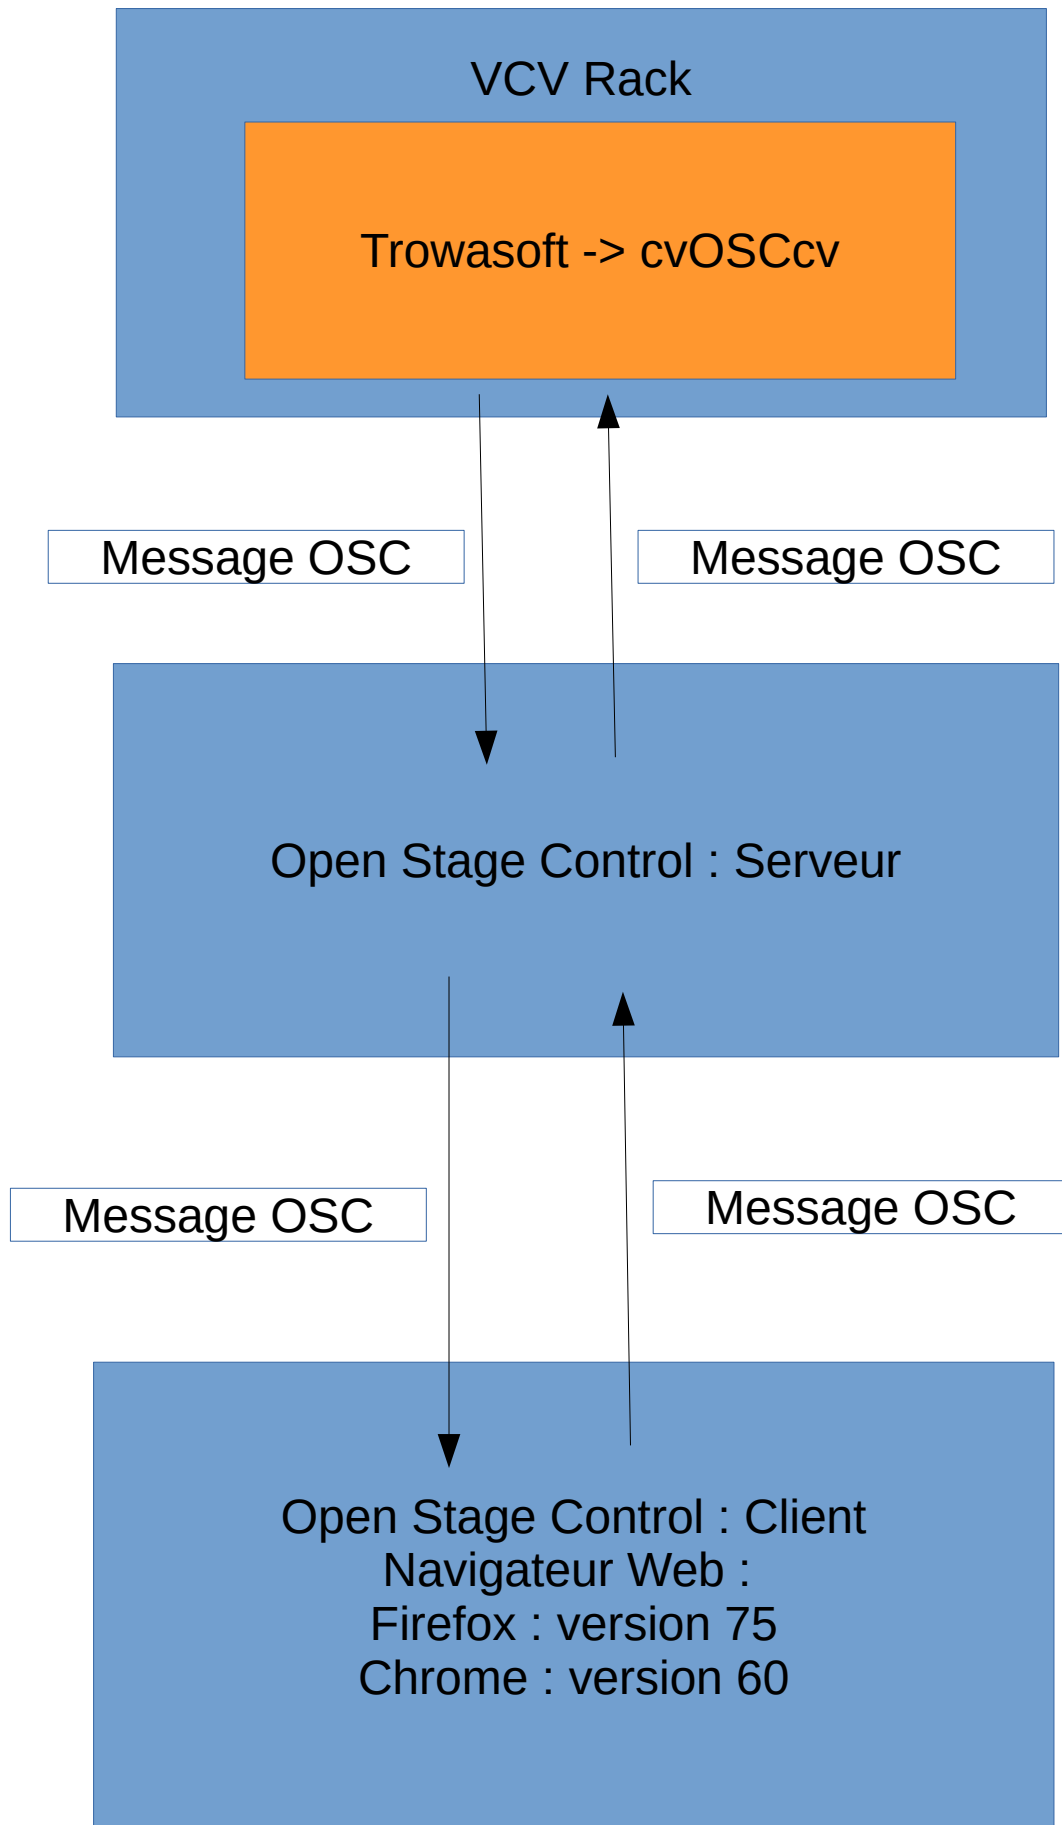 VCV Rack
Trowasoft -> cvOSCcv
Message OSC
Message OSC
Open Stage Control : Serveur
Message OSC
Message OSC
Open Stage Control : Client
Navigateur Web :
Firefox : version 75
Chrome : version 60